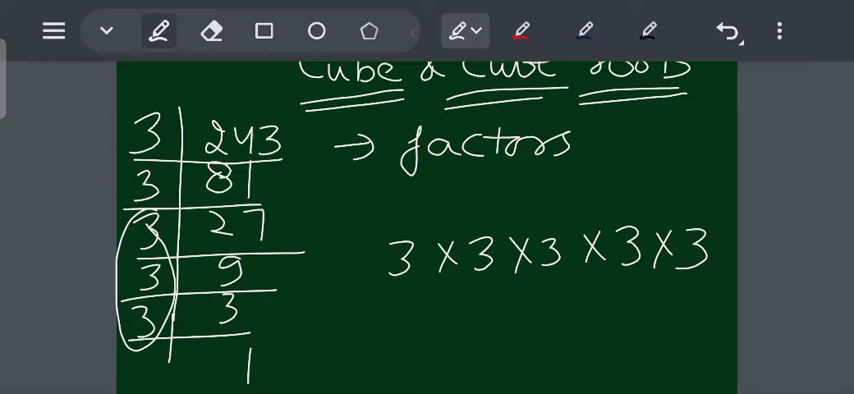 Cube & Cube roots
3 | 243 → factors
3 | 81
3 | 27
3 × 3 × 3 × 3 × 3
3 | 9
3 | 3
1